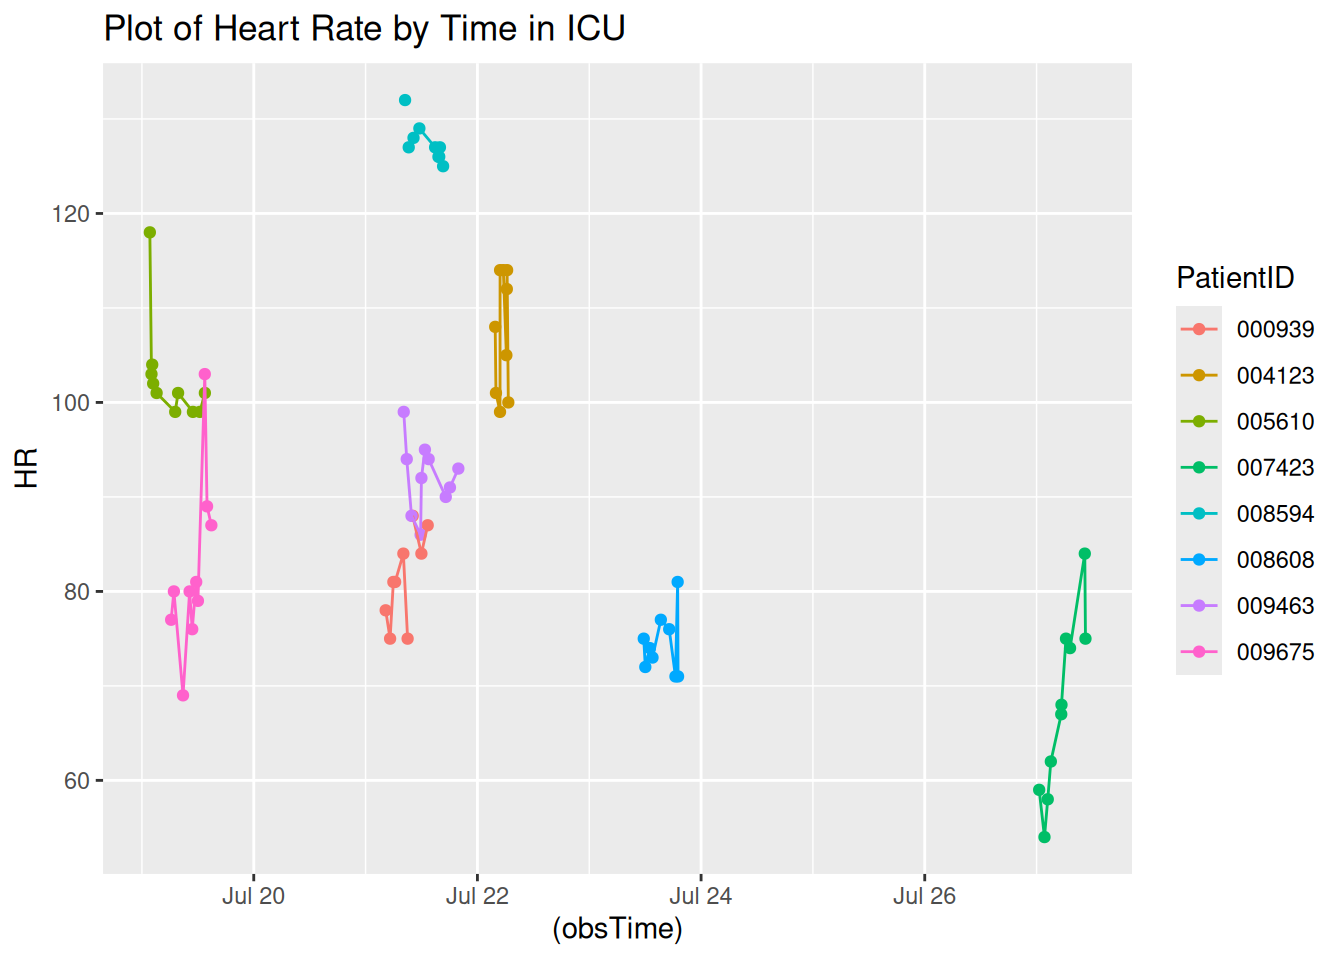 Plot of Heart Rate by Time in ICU
120
100
80
60
HR
Jul 20
Jul 22
Jul 24
Jul 26
(obsTime)
PatientID
000939
004123
005610
007423
008594
008608
009463
009675